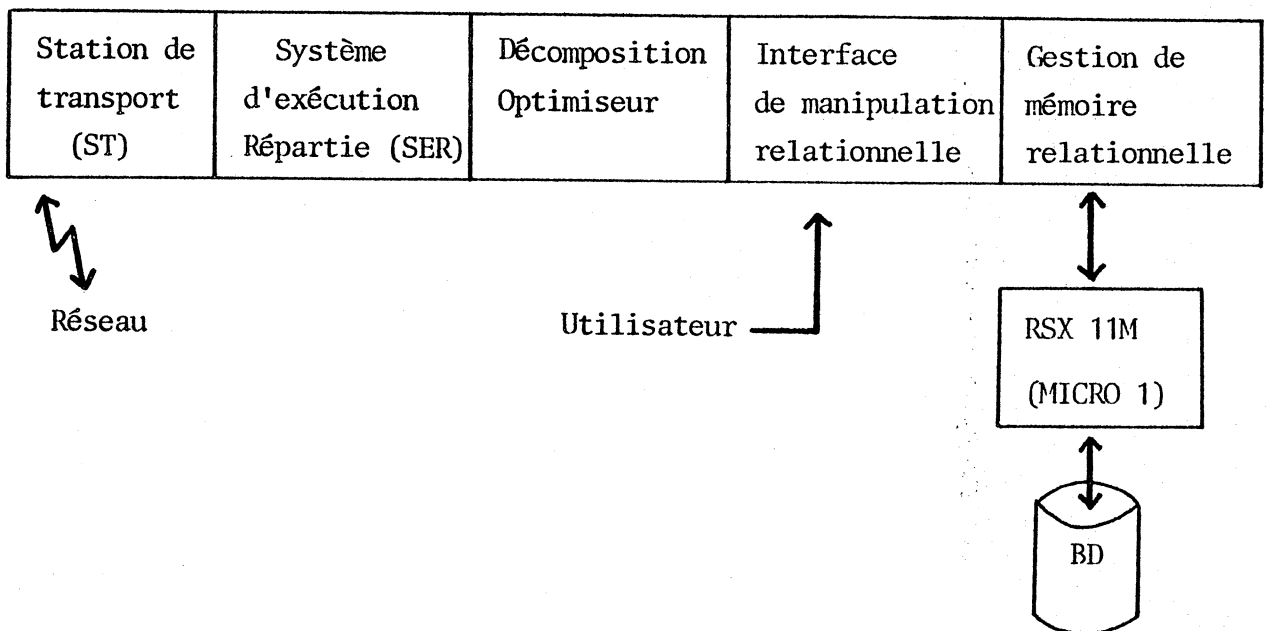 Station de
transport
(ST)
Système
d'exécution
Répartie (SER)
Décomposition
Optimiseur
Interface
de manipulation
relationnelle
Gestion de
mémoire
relationnelle
Réseau
Utilisateur
RSX 11M
(MICRO 1)
BD